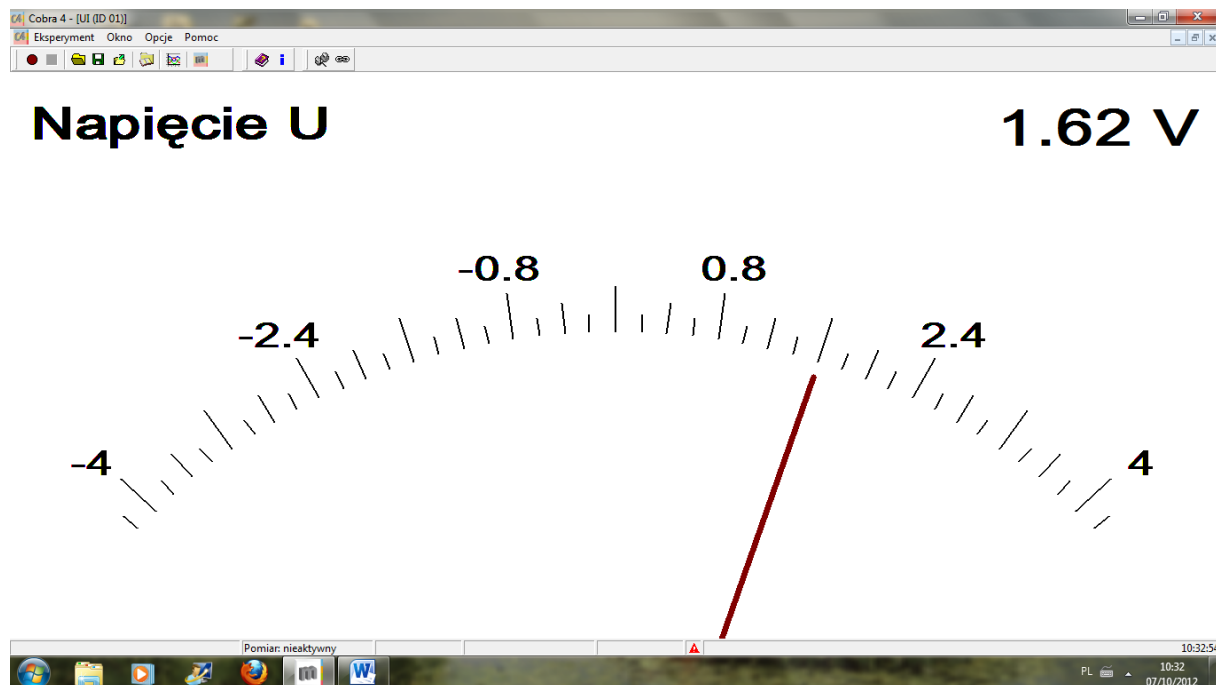 Cobra 4 - [UI (ID 01)]
Eksperyment Okno Opcje Pomoc
Napięcie U
1.62 V
-4
-2.4
-0.8
0.8
2.4
4
Pomiar: nieaktywny
10:32:54
PL
10:32
07/10/2012